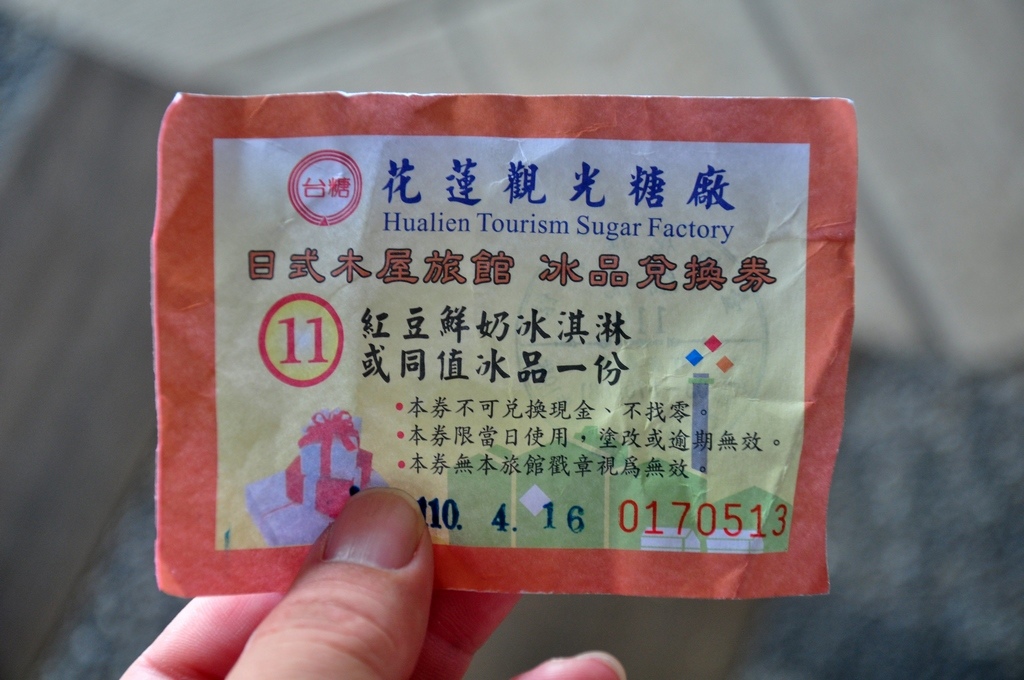 台糖
花蓮觀光糖廠
Hualien Tourism Sugar Factory
日式木屋旅館 冰品兌換券
11 紅豆鮮奶冰淇淋
或同值冰品一份
•本券不可兌換現金、不找零。
•本券限當日使用，塗改或逾期無效。
•本券無本旅館戳章視爲無效。
110. 4. 16 0170513